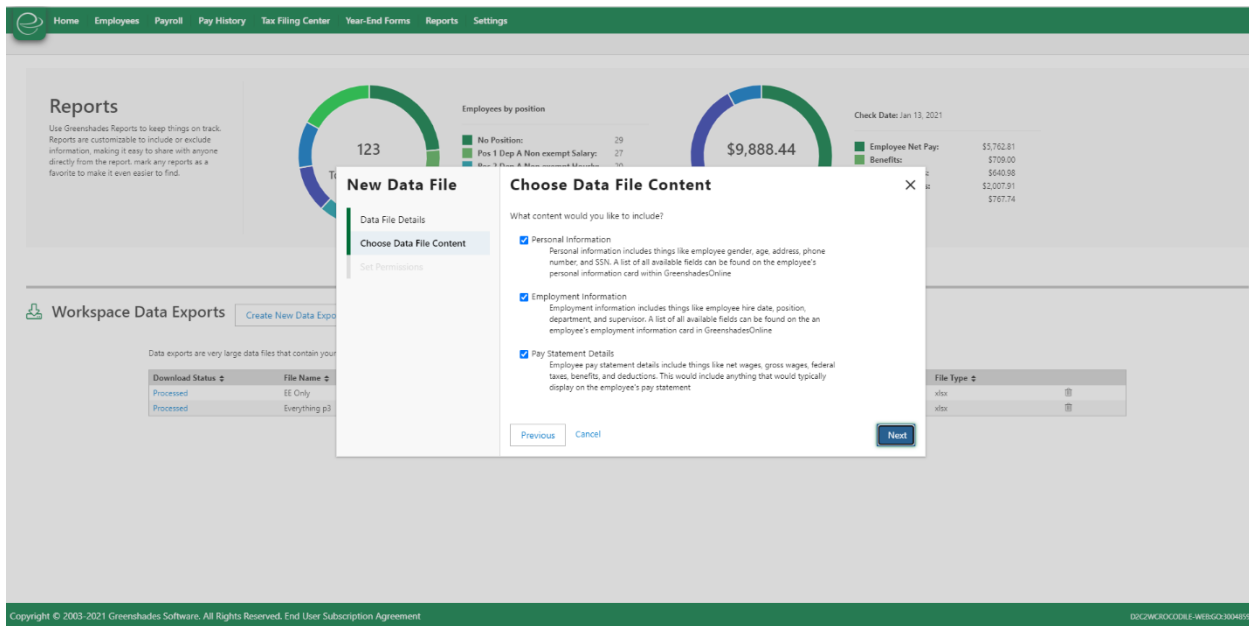 Home Employees Payroll Pay History Tax Filing Center Year-End Forms Reports Settings
Reports
Use Greenshades Reports to keep things on track.
Reports are customizable to include or exclude
information, making it easy to share with anyone
directly from the report. mark any reports as a
favorite to make it even easier to find.
123
Employees by position
No Position: 29
Pos 1 Dep A Non exempt Salary: 27
$9,888.44
Check Date: Jan 13, 2021
Employee Net Pay: $5,762.81
Benefits: $709.00
$640.98
$2,007.91
$767.74
New Data File
Data File Details
Choose Data File Content
Set Permissions
Choose Data File Content
What content would you like to include?
Personal Information
Personal information includes things like employee gender, age, address, phone
number, and SSN. A list of all available fields can be found on the employee's
personal information card within GreenshadesOnline
Employment Information
Employment information includes things like employee hire date, position,
department, and supervisor. A list of all available fields can be found on the an
employee's employment information card in GreenshadesOnline
Pay Statement Details
Employee pay statement details include things like net wages, gross wages, federal
taxes, benefits, and deductions. This would include anything that would typically
display on the employee's pay statement
Previous Cancel Next
Workspace Data Exports Create New Data Expo
Data exports are very large data files that contain your
Download Status File Name File Type
Processed EE Only xlsx
Processed Everything p3 xlsx
Copyright © 2003-2021 Greenshades Software. All Rights Reserved. End User Subscription Agreement
D2C2WCROCODILE-WEB:GO:3004859